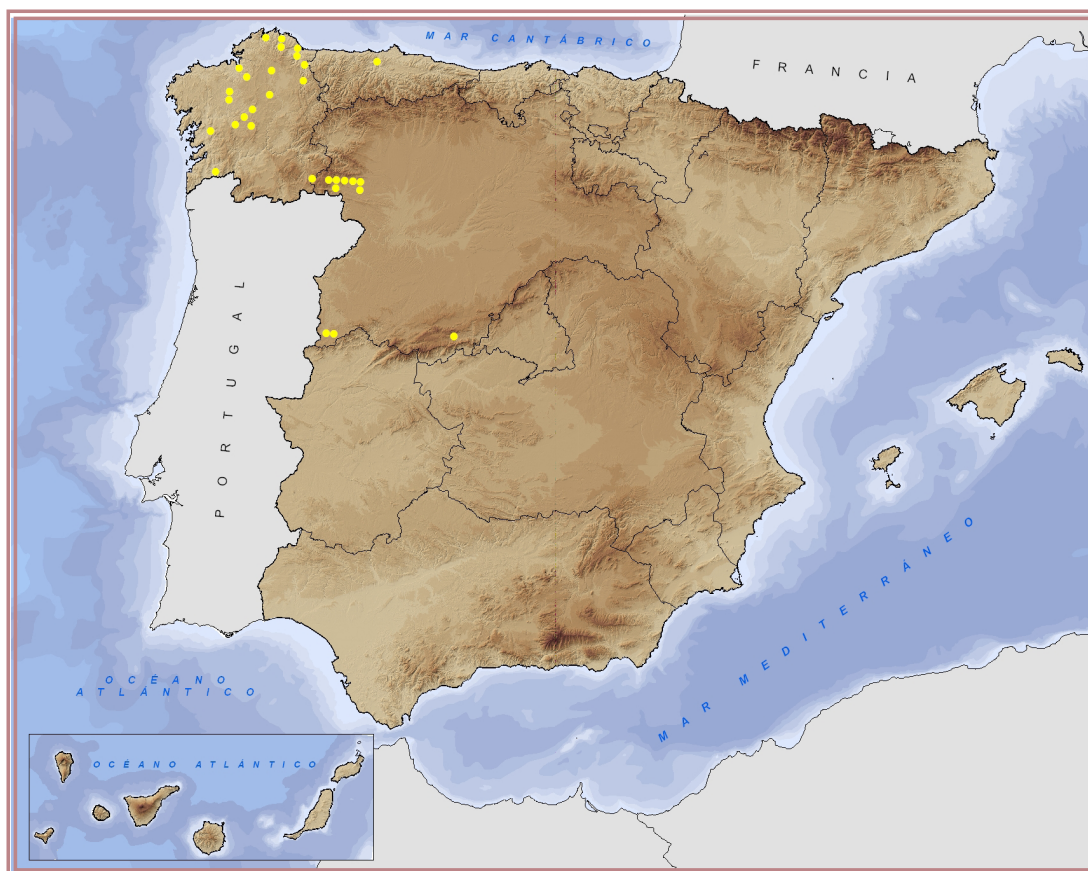 MAR CANTÁBRICO
FRANCIA
PORTUGAL
MAR MEDITERRÁNEO
OCÉANO
ATLÁNTICO
OCÉANO ATLÁNTICO